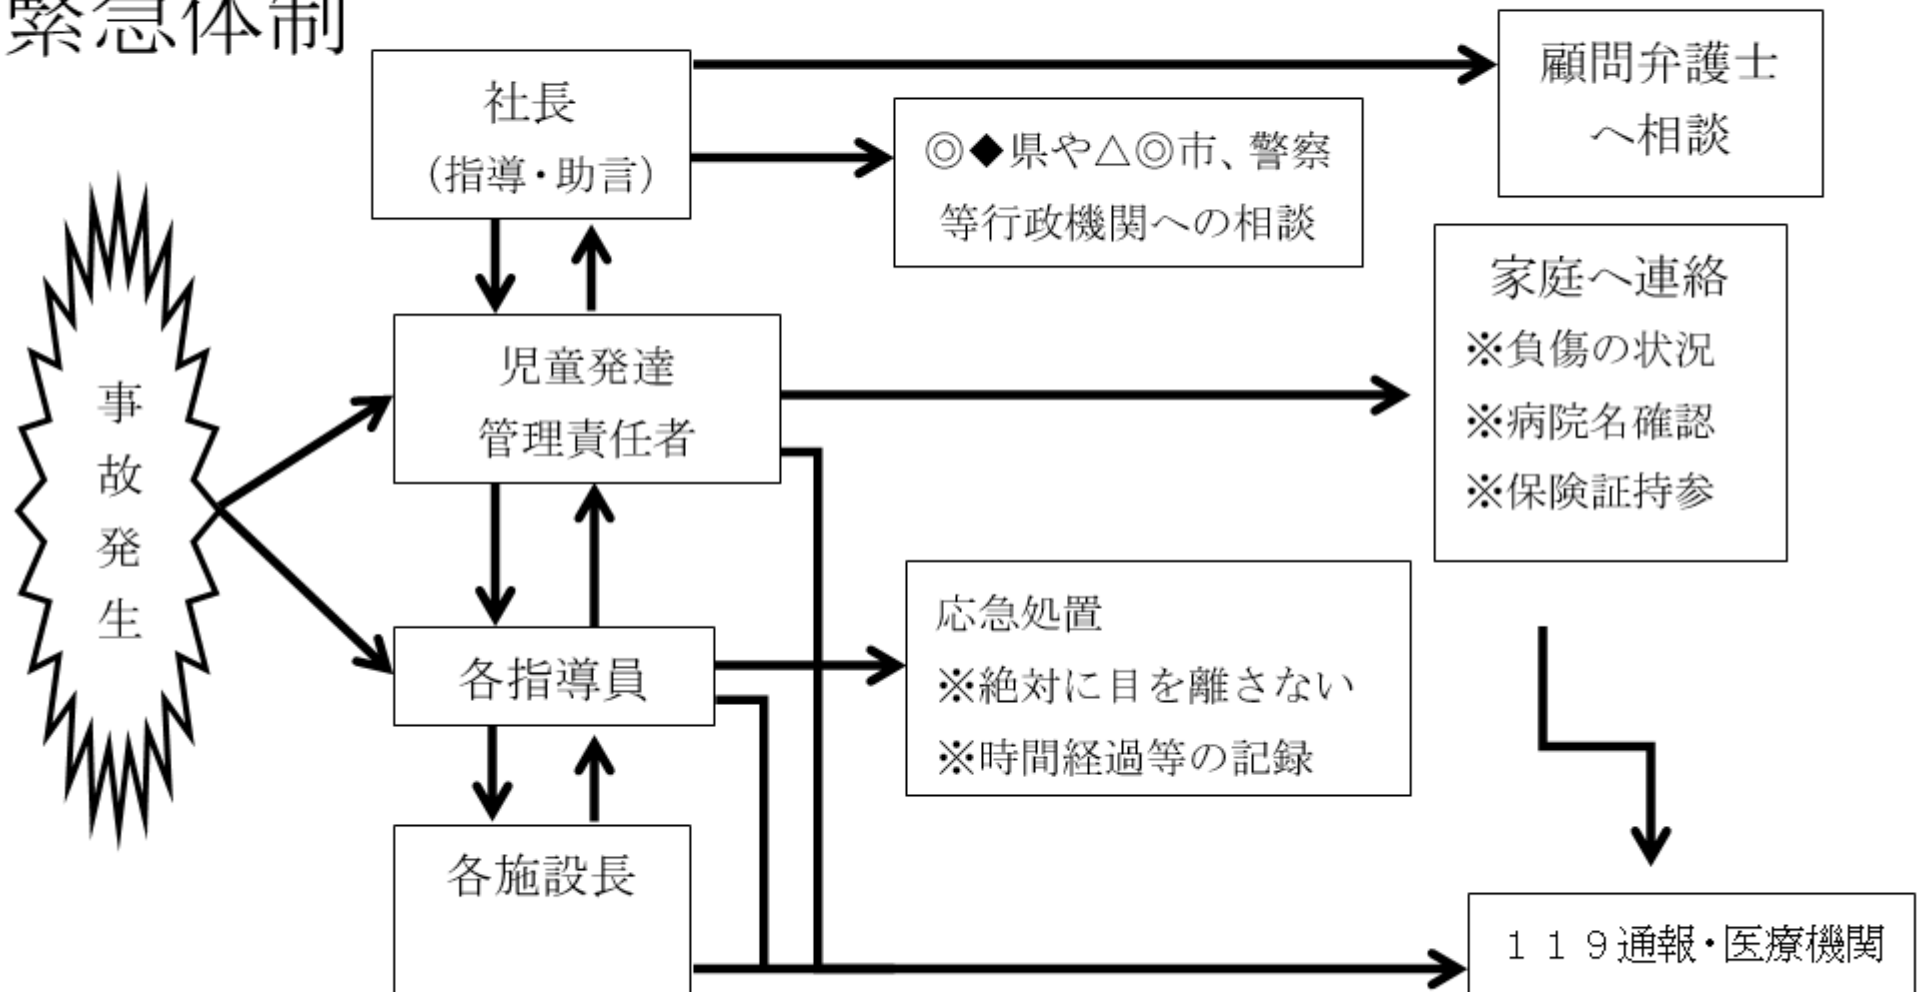 緊急体制
社長
(指導・助言)
顧問弁護士
へ相談
◎◆県や△◎市、警察
等行政機関への相談
事
故
発
生
児童発達
管理責任者
家庭へ連絡
※負傷の状況
※病院名確認
※保険証持参
各指導員
応急処置
※絶対に目を離さない
※時間経過等の記録
各施設長
119通報・医療機関